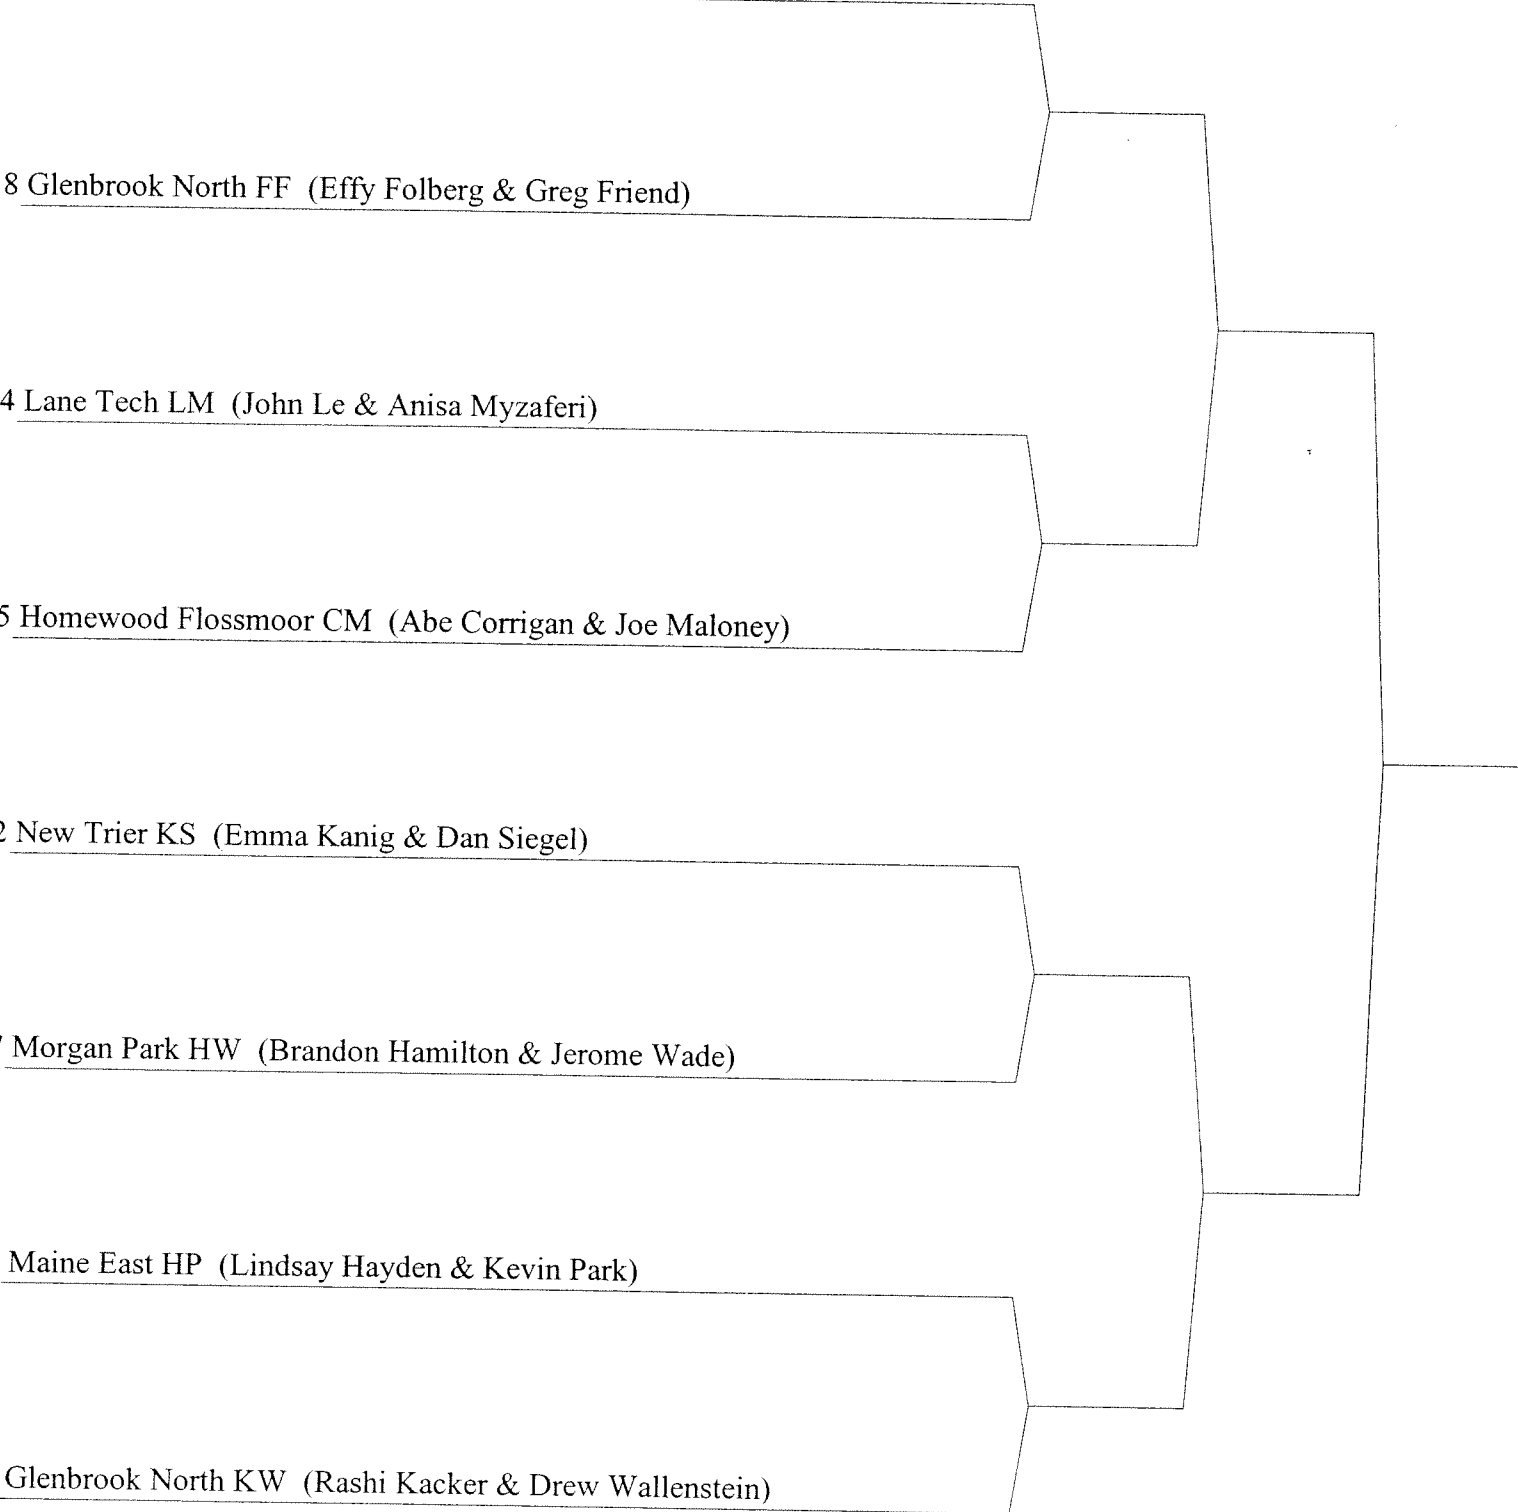 8 Glenbrook North FF (Effy Folberg & Greg Friend)
4 Lane Tech LM (John Le & Anisa Myzaferi)
5 Homewood Flossmoor CM (Abe Corrigan & Joe Maloney)
2 New Trier KS (Emma Kanig & Dan Siegel)
Morgan Park HW (Brandon Hamilton & Jerome Wade)
Maine East HP (Lindsay Hayden & Kevin Park)
Glenbrook North KW (Rashi Kacker & Drew Wallenstein)